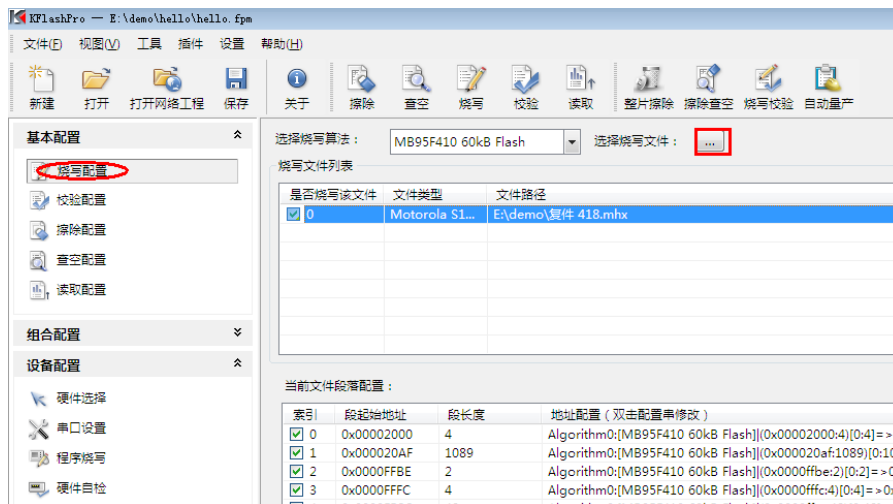 KFlashPro — E:\demo\hello\hello.fpm
文件(F) 视图(V) 工具 插件 设置 帮助(H)
新建 打开 打开网络工程 保存 关于 擦除 查空 烧写 校验 读取 整片擦除 擦除查空 烧写校验 自动量产
基本配置
烧写配置
校验配置
擦除配置
查空配置
读取配置
组合配置
设备配置
硬件选择
串口设置
程序烧写
硬件自检
选择烧写算法： MB95F410 60kB Flash 选择烧写文件： ...
烧写文件列表
是否烧写该文件 文件类型 文件路径
0 Motorola S1... E:\demo\复件 418.mhx
当前文件段落配置：
索引 段起始地址 段长度 地址配置（双击配置串修改）
0 0x00002000 4 Algorithm0:[MB95F410 60kB Flash]|(0x00002000:4)[0:4]=>
1 0x000020AF 1089 Algorithm0:[MB95F410 60kB Flash]|(0x000020af:1089)[0:10
2 0x0000FFBE 2 Algorithm0:[MB95F410 60kB Flash]|(0x0000ffbe:2)[0:2]=>0
3 0x0000FFFC 4 Algorithm0:[MB95F410 60kB Flash]|(0x0000fffc:4)[0:4]=>0x